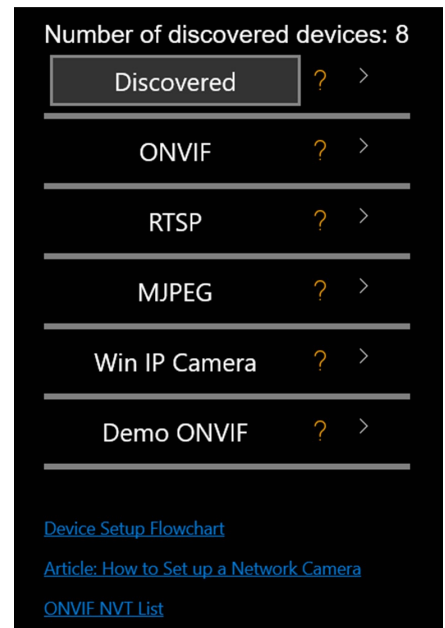 Number of discovered devices: 8
Discovered ? >
ONVIF ? >
RTSP ? >
MJPEG ? >
Win IP Camera ? >
Demo ONVIF ? >
Device Setup Flowchart
Article: How to Set up a Network Camera
ONVIF NVT List